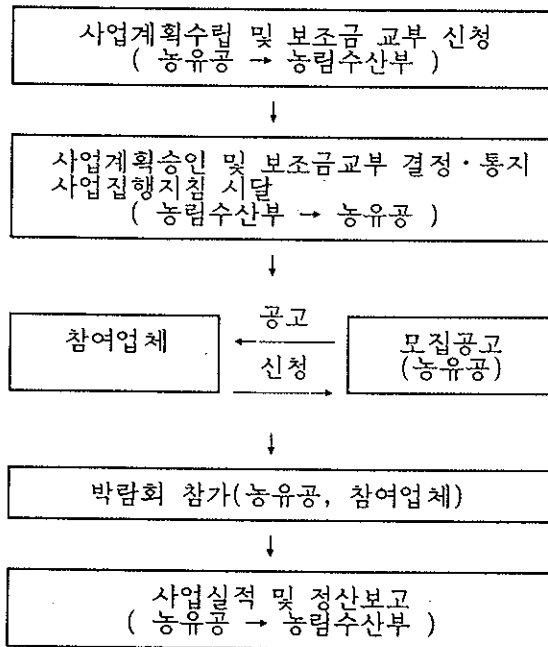 사업계획수립 및 보조금 교부 신청
( 농유공 → 농림수산부 )
↓
사업계획승인 및 보조금교부 결정·통지
사업집행지침 시달
( 농림수산부 → 농유공 )
↓
참여업체
공고
←
신청
→
모집공고
(농유공)
↓
박람회 참가(농유공, 참여업체)
↓
사업실적 및 정산보고
( 농유공 → 농림수산부 )